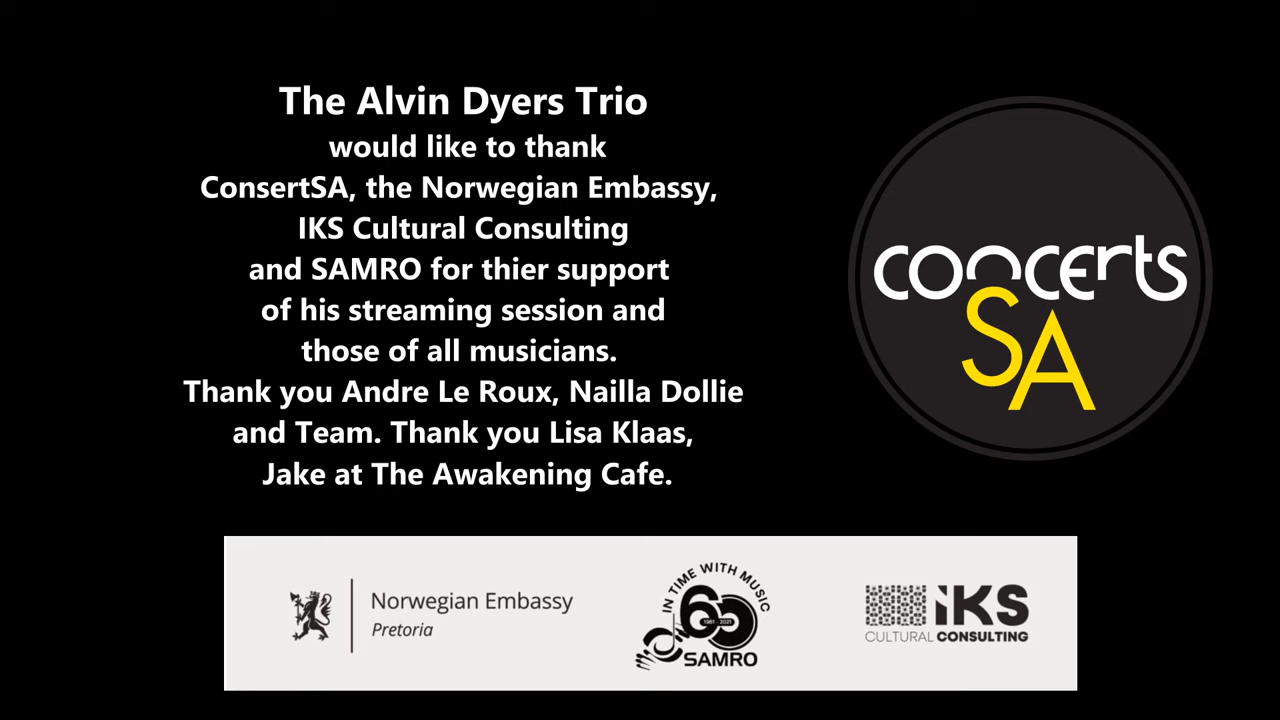 The Alvin Dyers Trio
would like to thank
ConsertSA, the Norwegian Embassy,
IKS Cultural Consulting
and SAMRO for thier support
of his streaming session and
those of all musicians.
Thank you Andre Le Roux, Nailla Dollie
and Team. Thank you Lisa Klaas,
Jake at The Awakening Cafe.
concerts
SA
Norwegian Embassy
Pretoria
IN TIME WITH MUSIC
60
1961 - 2021
SAMRO
iKS
CULTURAL CONSULTING